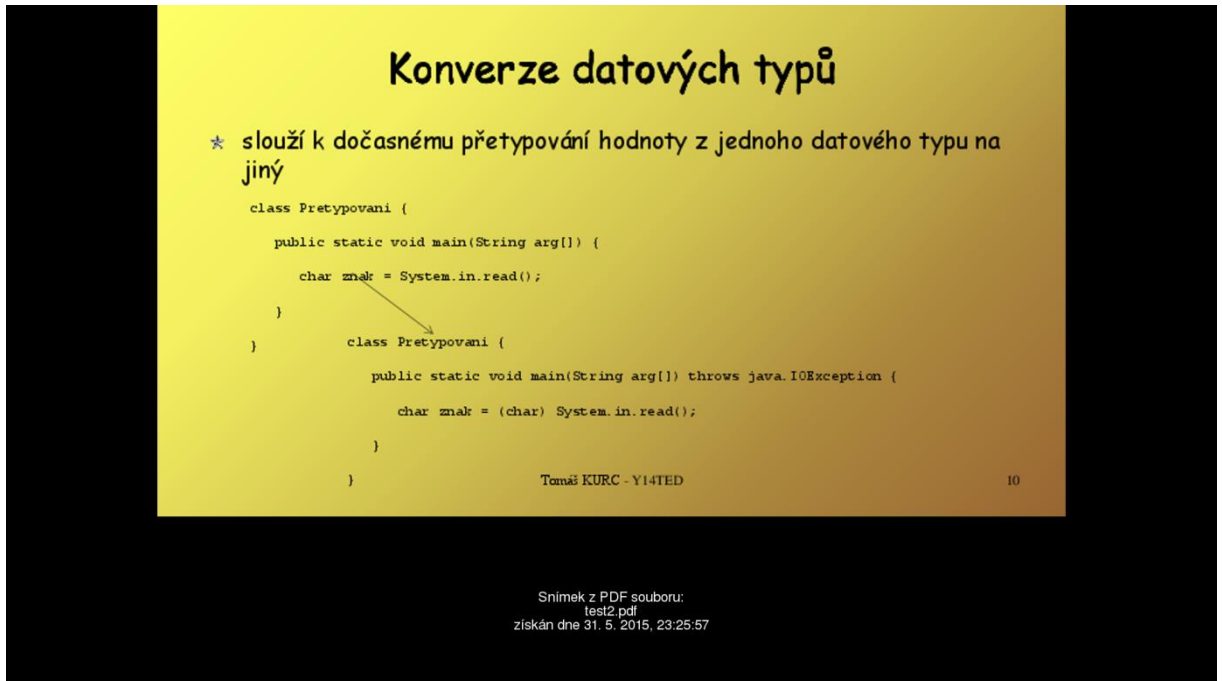 Konverze datových typů
slouží k dočasnému přetypování hodnoty z jednoho datového typu na
jiný
class Pretypovani {
public static void main(String arg[]) {
char znak = System.in.read();
}
}
class Pretypovani {
public static void main(String arg[]) throws java.IOException {
char znak = (char) System.in.read();
}
}
Tomáš KURC - Y14TED
10
Snímek z PDF souboru:
test2.pdf
získán dne 31. 5. 2015, 23:25:57